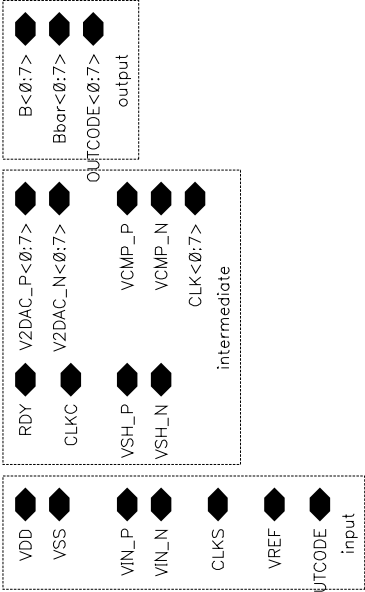 B<0:7>
Bbar<0:7>
OUTCODE<0:7>
output
V2DAC_P<0:7>
V2DAC_N<0:7>
VCMP_P
VCMP_N
CLK<0:7>
RDY
CLKC
VSH_P
VSH_N
intermediate
VDD
VSS
VIN_P
VIN_N
CLKS
VREF
UTCODE
input